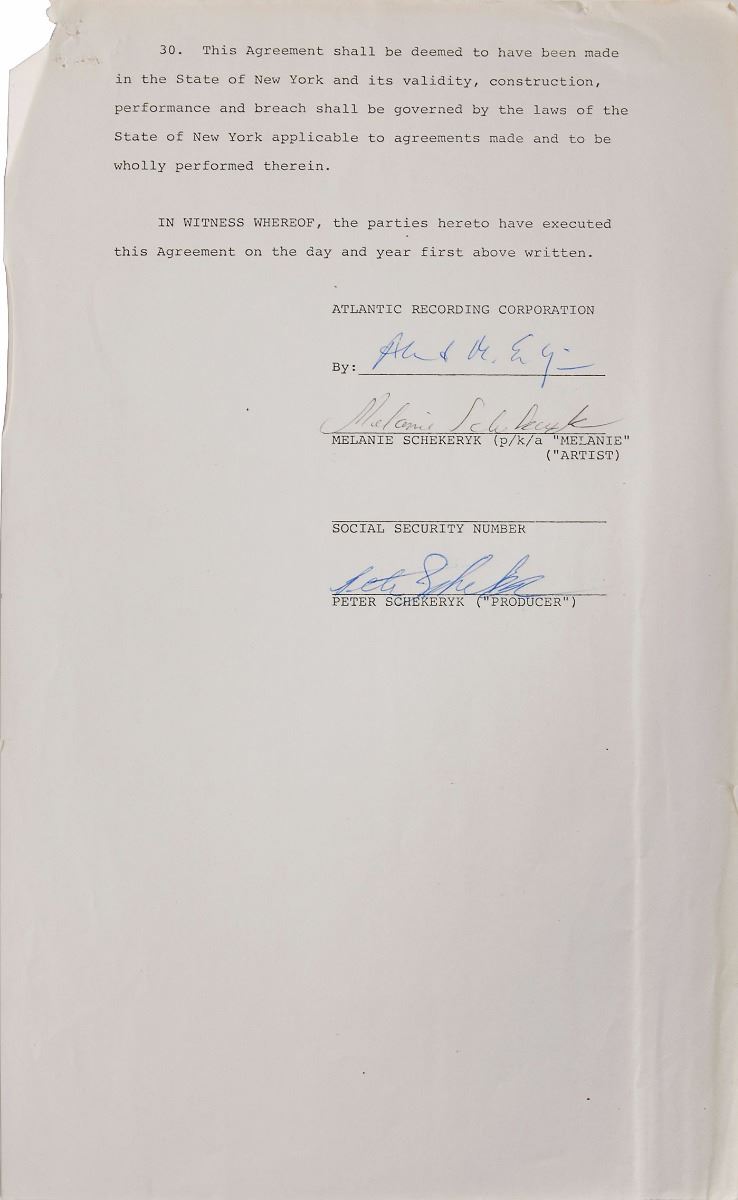 30. This Agreement shall be deemed to have been made
in the State of New York and its validity, construction,
performance and breach shall be governed by the laws of the
State of New York applicable to agreements made and to be
wholly performed therein.
IN WITNESS WHEREOF, the parties hereto have executed
this Agreement on the day and year first above written.
ATLANTIC RECORDING CORPORATION
By:
Melanie Schekeryk
MELANIE SCHEKERYK (p/k/a "MELANIE"
("ARTIST)
SOCIAL SECURITY NUMBER
PETER SCHEKERYK ("PRODUCER")